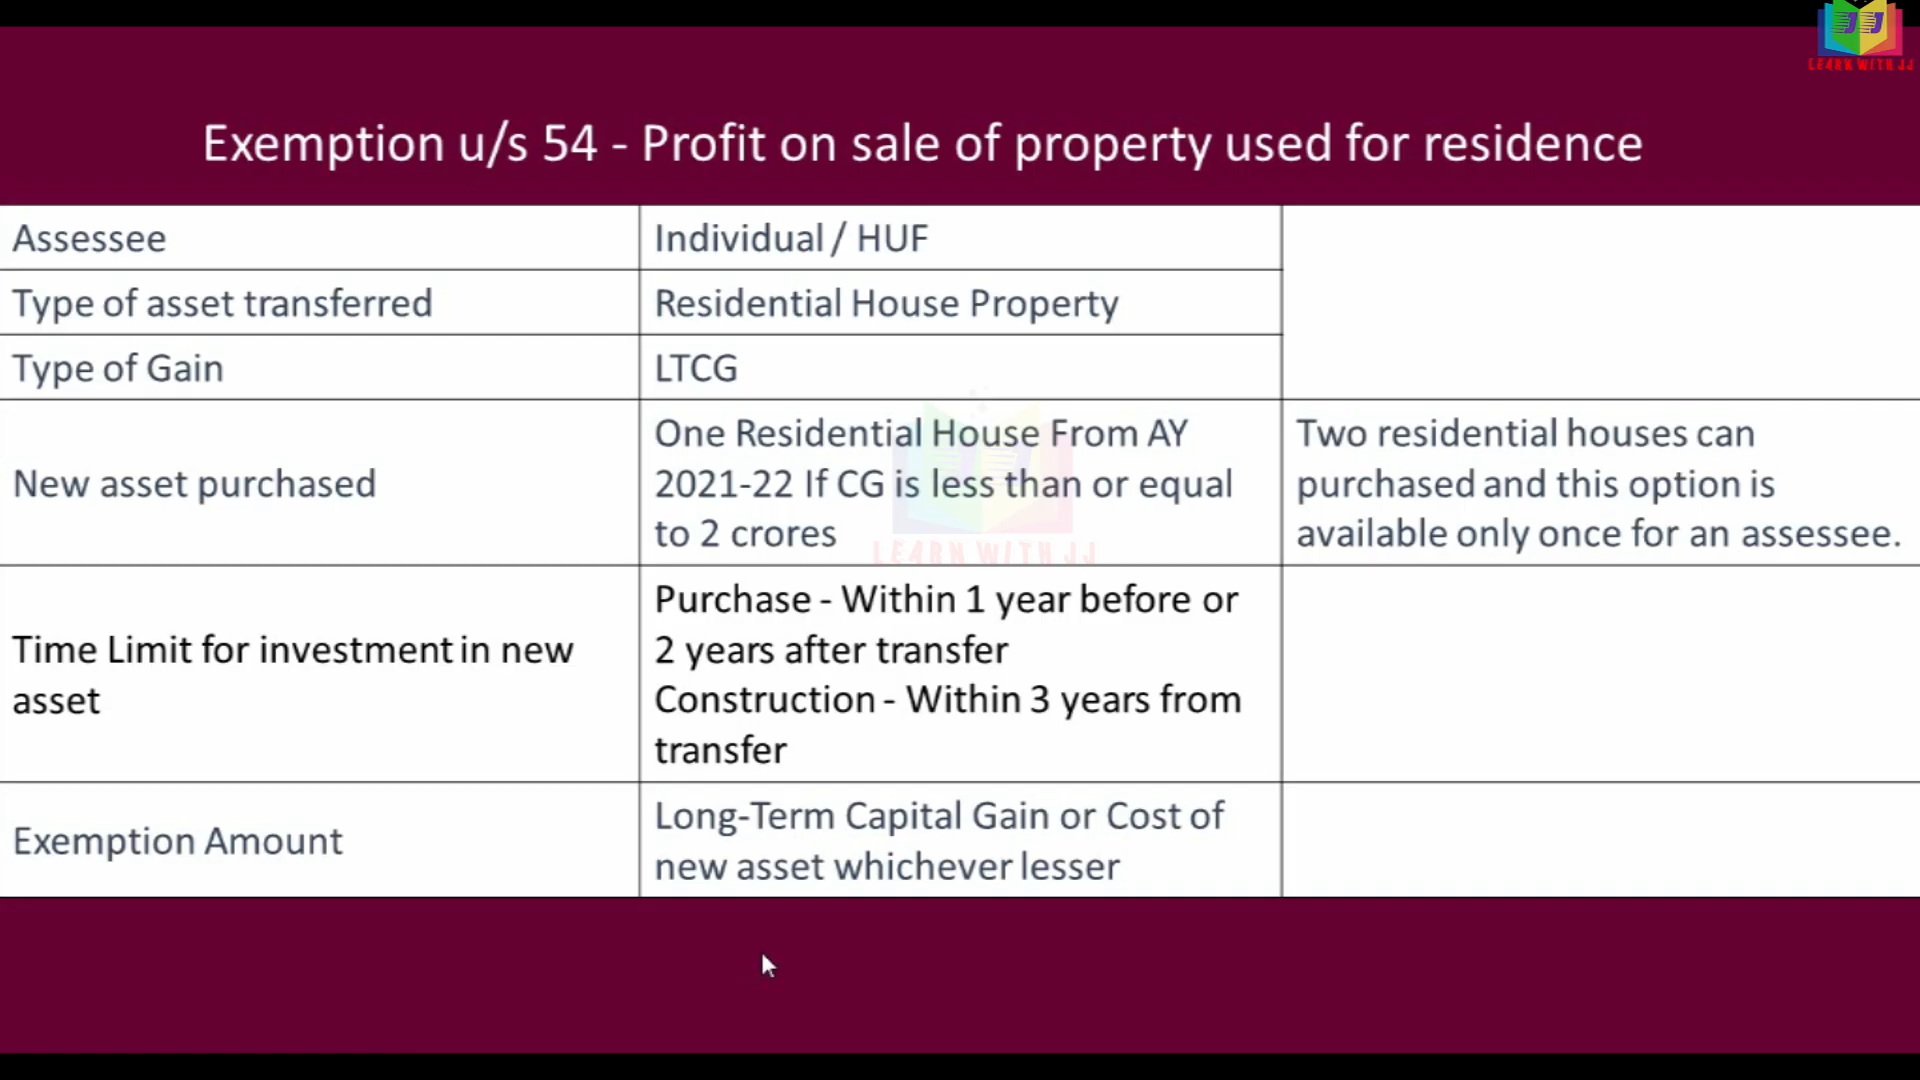 LEARN WITH JJ
Exemption u/s 54 - Profit on sale of property used for residence
Assessee
Individual / HUF
Type of asset transferred
Residential House Property
Type of Gain
LTCG
New asset purchased
One Residential House From AY
2021-22 If CG is less than or equal
to 2 crores
Two residential houses can
purchased and this option is
available only once for an assessee.
LEARN WITH JJ
Time Limit for investment in new
asset
Purchase - Within 1 year before or
2 years after transfer
Construction - Within 3 years from
transfer
Exemption Amount
Long-Term Capital Gain or Cost of
new asset whichever lesser